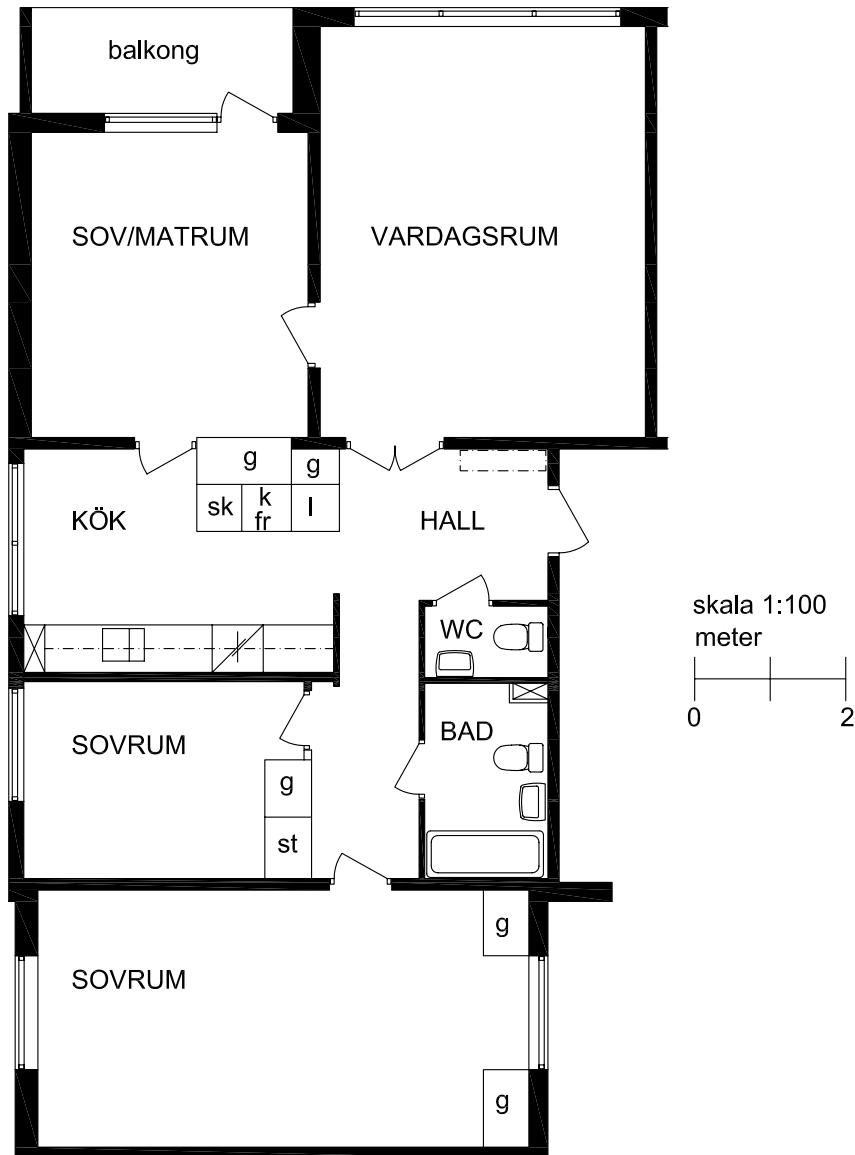 balkong
SOV/MATRUM
VARDAGSRUM
g
g
sk
k
fr
l
KÖK
HALL
WC
skala 1:100
meter
0
2
SOVRUM
BAD
g
st
g
SOVRUM
g